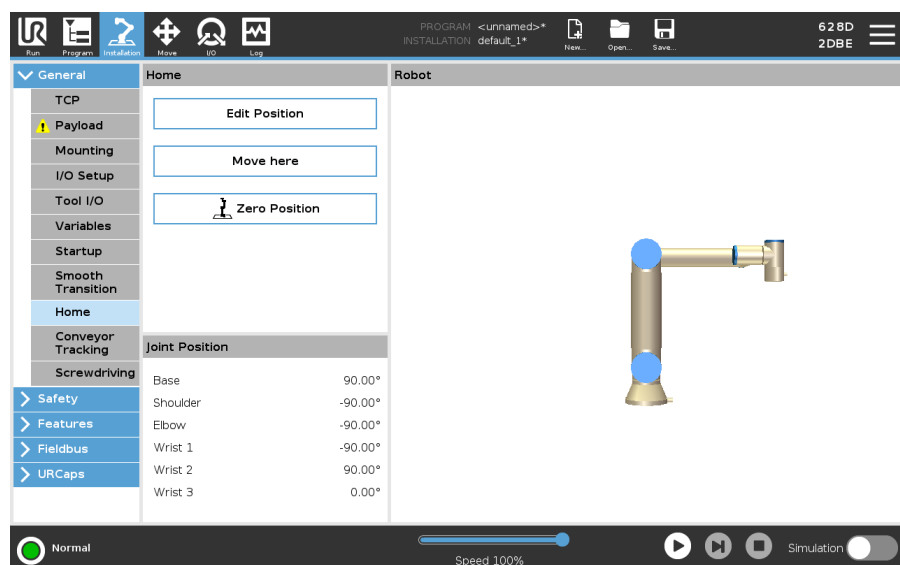 PROGRAM <unnamed>*
INSTALLATION default_1*
628D
2DBE
Run Program Installation Move I/O Log New... Open... Save...
General
TCP
Payload
Mounting
I/O Setup
Tool I/O
Variables
Startup
Smooth
Transition
Home
Conveyor
Tracking
Screwdriving
Safety
Features
Fieldbus
URCaps
Home
Edit Position
Move here
Zero Position
Joint Position
Base 90.00°
Shoulder -90.00°
Elbow -90.00°
Wrist 1 -90.00°
Wrist 2 90.00°
Wrist 3 0.00°
Robot
Normal
Speed 100%
Simulation